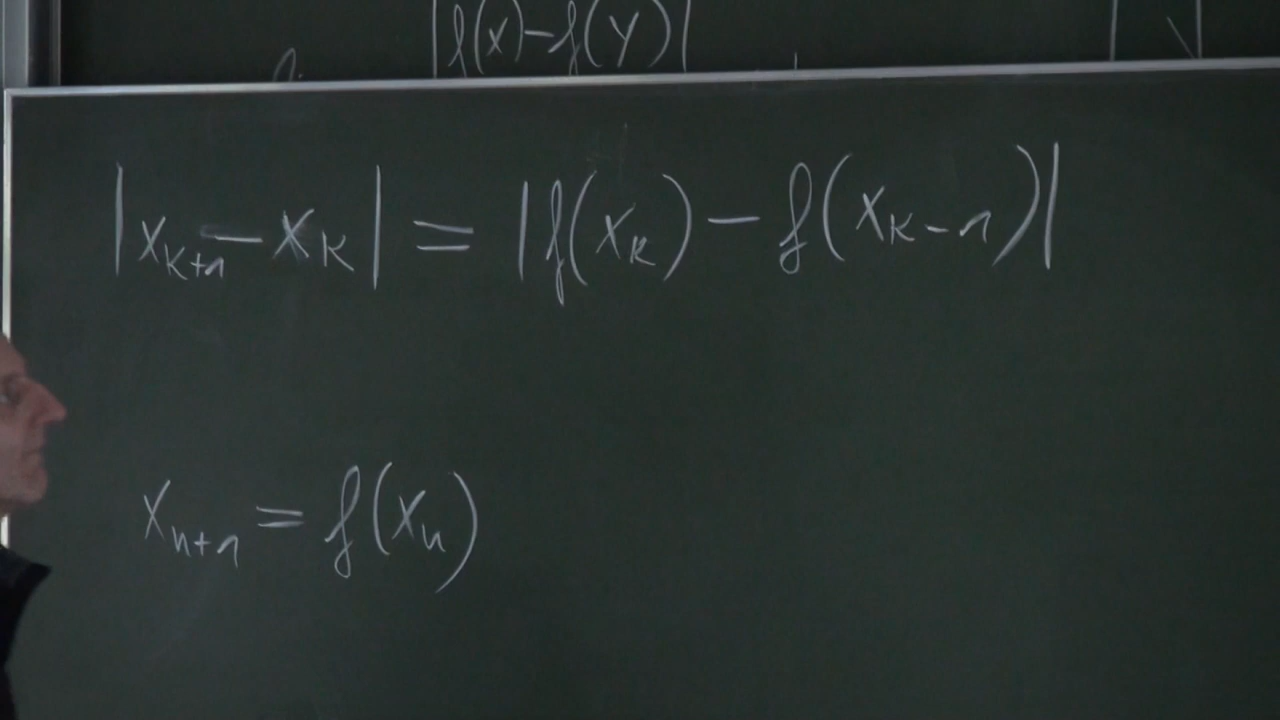 |f(x)-f(y)|
|x_{k+1} - x_k| = |f(x_k) - f(x_{k-1})|
x_{n+1} = f(x_n)